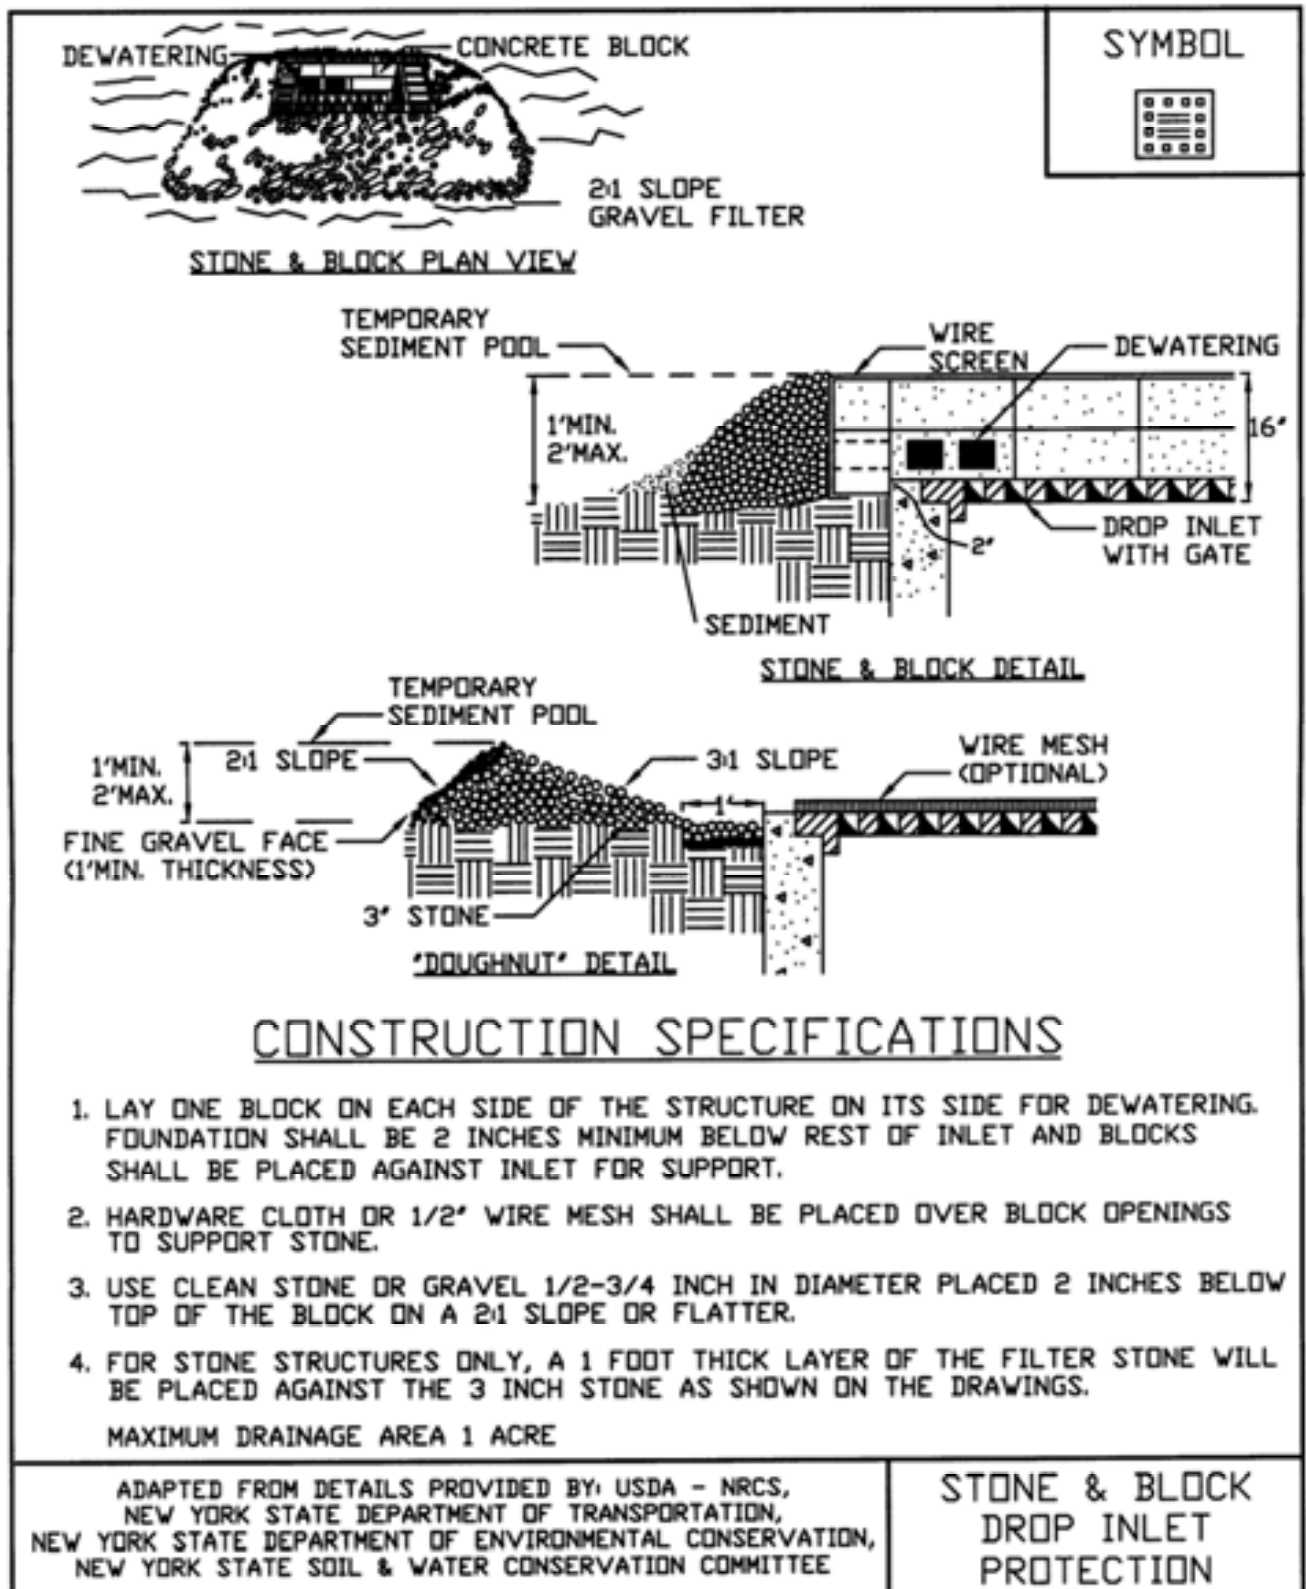 SYMBOL
DEWATERING
CONCRETE BLOCK
2:1 SLOPE
GRAVEL FILTER
STONE & BLOCK PLAN VIEW
TEMPORARY
SEDIMENT POOL
WIRE
SCREEN
DEWATERING
1'MIN.
2'MAX.
16"
2"
DROP INLET
WITH GATE
SEDIMENT
STONE & BLOCK DETAIL
TEMPORARY
SEDIMENT POOL
1'MIN.
2'MAX.
2:1 SLOPE
3:1 SLOPE
WIRE MESH
(OPTIONAL)
1'
FINE GRAVEL FACE
(1'MIN. THICKNESS)
3" STONE
"DOUGHNUT" DETAIL
CONSTRUCTION SPECIFICATIONS
1. LAY ONE BLOCK ON EACH SIDE OF THE STRUCTURE ON ITS SIDE FOR DEWATERING.
FOUNDATION SHALL BE 2 INCHES MINIMUM BELOW REST OF INLET AND BLOCKS
SHALL BE PLACED AGAINST INLET FOR SUPPORT.
2. HARDWARE CLOTH OR 1/2" WIRE MESH SHALL BE PLACED OVER BLOCK OPENINGS
TO SUPPORT STONE.
3. USE CLEAN STONE OR GRAVEL 1/2-3/4 INCH IN DIAMETER PLACED 2 INCHES BELOW
TOP OF THE BLOCK ON A 2:1 SLOPE OR FLATTER.
4. FOR STONE STRUCTURES ONLY, A 1 FOOT THICK LAYER OF THE FILTER STONE WILL
BE PLACED AGAINST THE 3 INCH STONE AS SHOWN ON THE DRAWINGS.
MAXIMUM DRAINAGE AREA 1 ACRE
ADAPTED FROM DETAILS PROVIDED BY: USDA - NRCS,
NEW YORK STATE DEPARTMENT OF TRANSPORTATION,
NEW YORK STATE DEPARTMENT OF ENVIRONMENTAL CONSERVATION,
NEW YORK STATE SOIL & WATER CONSERVATION COMMITTEE
STONE & BLOCK
DROP INLET
PROTECTION